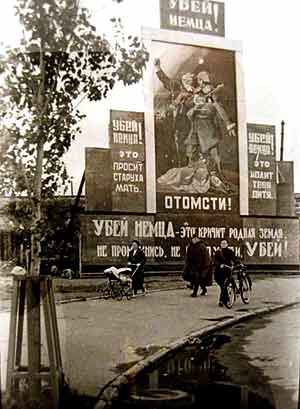 УБЕЙ!
НЕМЦА!
УБЕЙ!
НЕМЦА!
ЭТО
ПРОСИТ
СТАРУХА
МАТЬ.
УБЕЙ!
НЕМЦА!
ЭТО
МОЛИТ
ТЕБЯ
ДИТЯ.
ОТОМСТИ!
УБЕЙ НЕМЦА-ЭТО КРИЧИТ РОДНАЯ ЗЕМЛЯ
НЕ ПРОМАХНИСЬ, НЕ УБЕЙ!